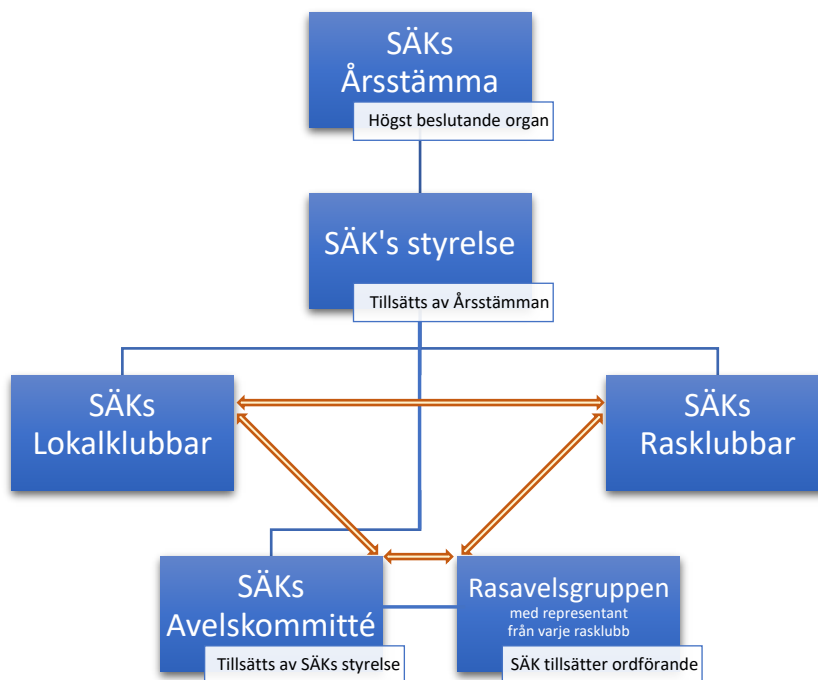 SÄKs
Årsstämma
Högst beslutande organ
SÄK's styrelse
Tillsätts av Årsstämman
SÄKs
Lokalklubbar
SÄKs
Rasklubbar
SÄKs
Avelskommitté
Tillsätts av SÄKs styrelse
Rasavelsgruppen
med representant
från varje rasklubb
SÄK tillsätter ordförande